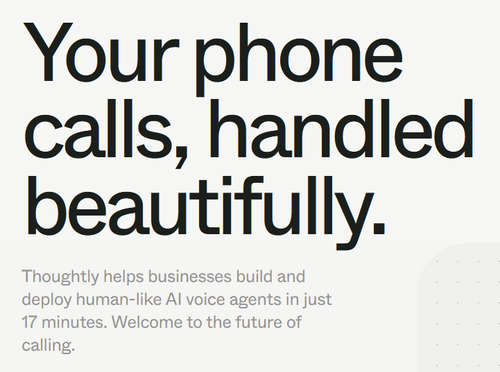 Your phone
calls, handled
beautifully.
Thoughtly helps businesses build and
deploy human-like AI voice agents in just
17 minutes. Welcome to the future of
calling.